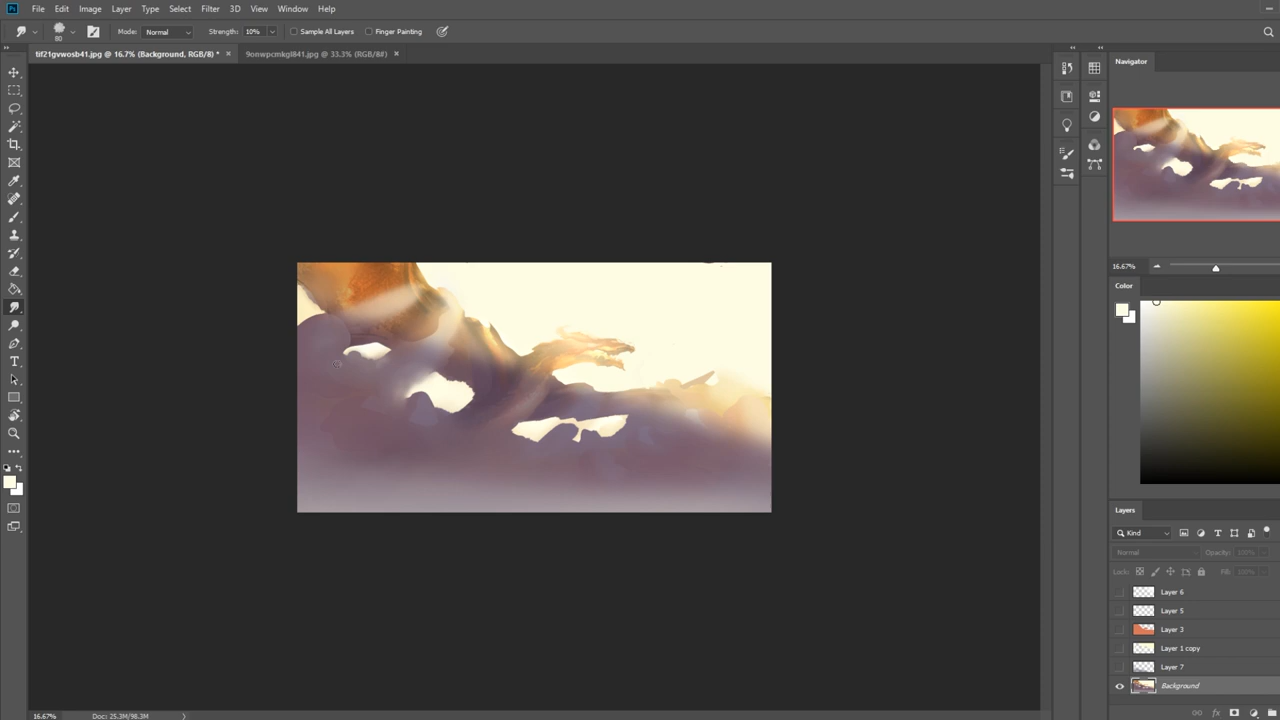 Ps File Edit Image Layer Type Select Filter 3D View Window Help
80 Mode: Normal Strength: 10% Sample All Layers Finger Painting
tif21gvwosb41.jpg @ 16.7% (Background, RGB/8) * × 9onwpcmkgl841.jpg @ 33.3% (RGB/8#) ×
Navigator
16.67%
Color
Layers
Kind
Normal Opacity: 100%
Lock: Fill: 100%
Layer 6
Layer 5
Layer 3
Layer 1 copy
Layer 7
Background
16.67% Doc: 25.3M/98.3M